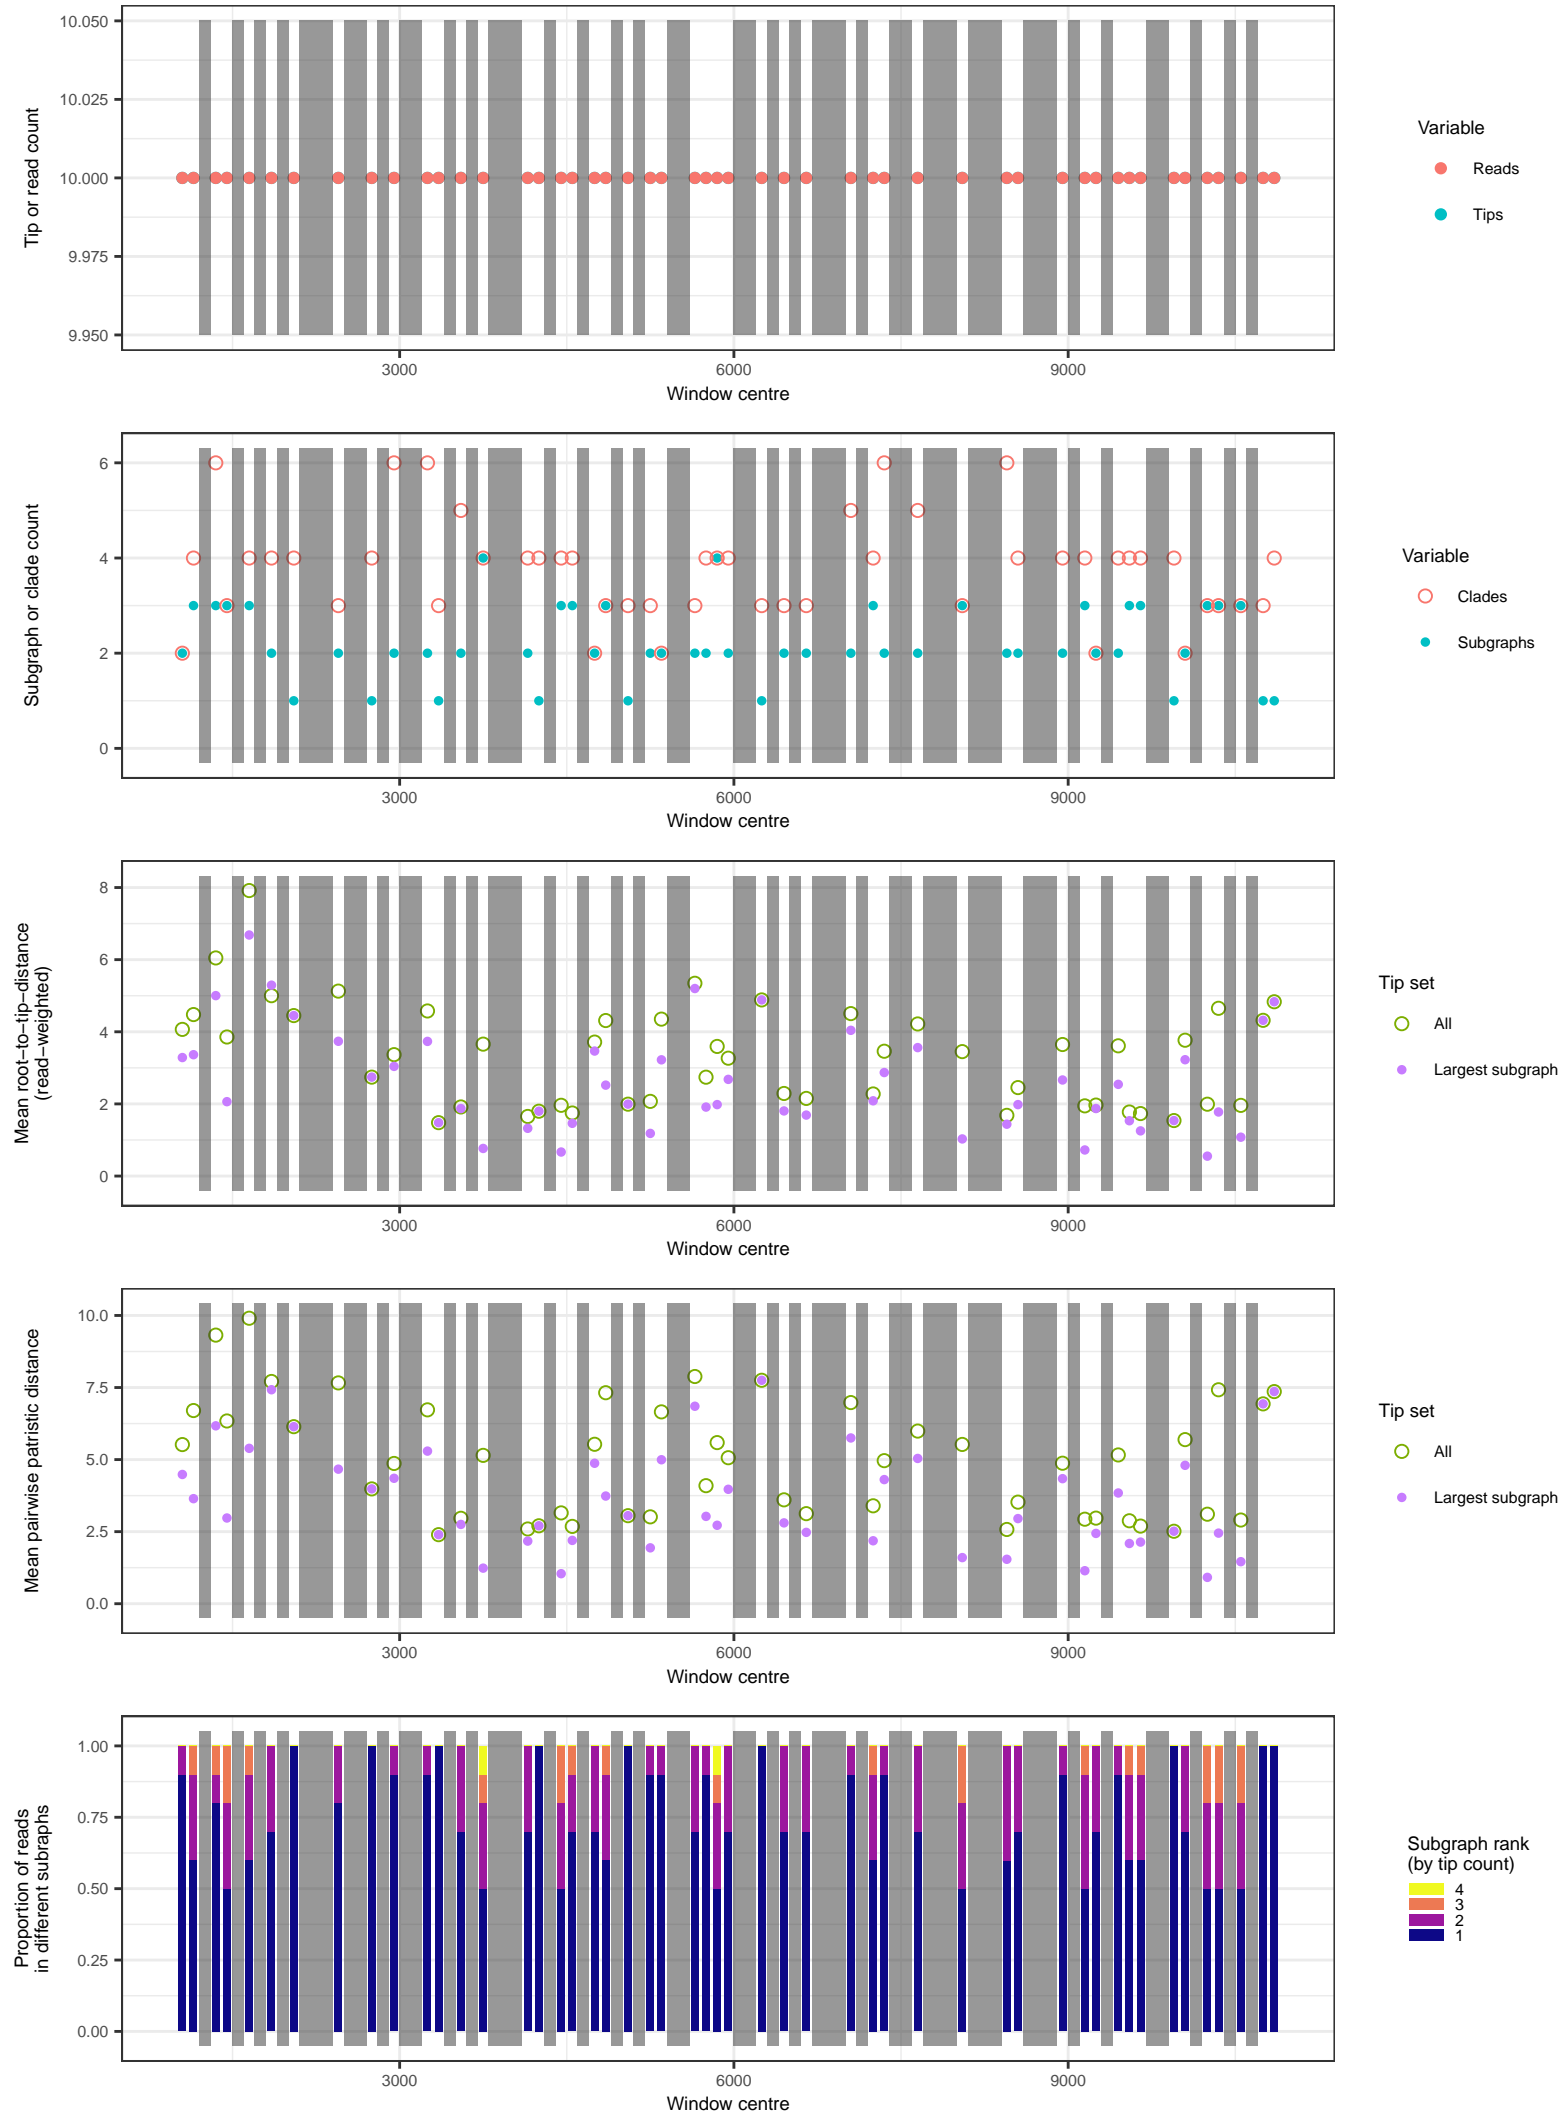 10.050
10.025
10.000
9.975
9.950
Tip or read count
3000 6000 9000
Window centre
Variable
Reads
Tips
6
4
2
0
Subgraph or clade count
3000 6000 9000
Window centre
Variable
Clades
Subgraphs
8
6
4
2
0
Mean root−to−tip−distance
(read−weighted)
3000 6000 9000
Window centre
Tip set
All
Largest subgraph
10.0
7.5
5.0
2.5
0.0
Mean pairwise patristic distance
3000 6000 9000
Window centre
Tip set
All
Largest subgraph
1.00
0.75
0.50
0.25
0.00
Proportion of reads
in different subraphs
3000 6000 9000
Window centre
Subgraph rank
(by tip count)
4
3
2
1